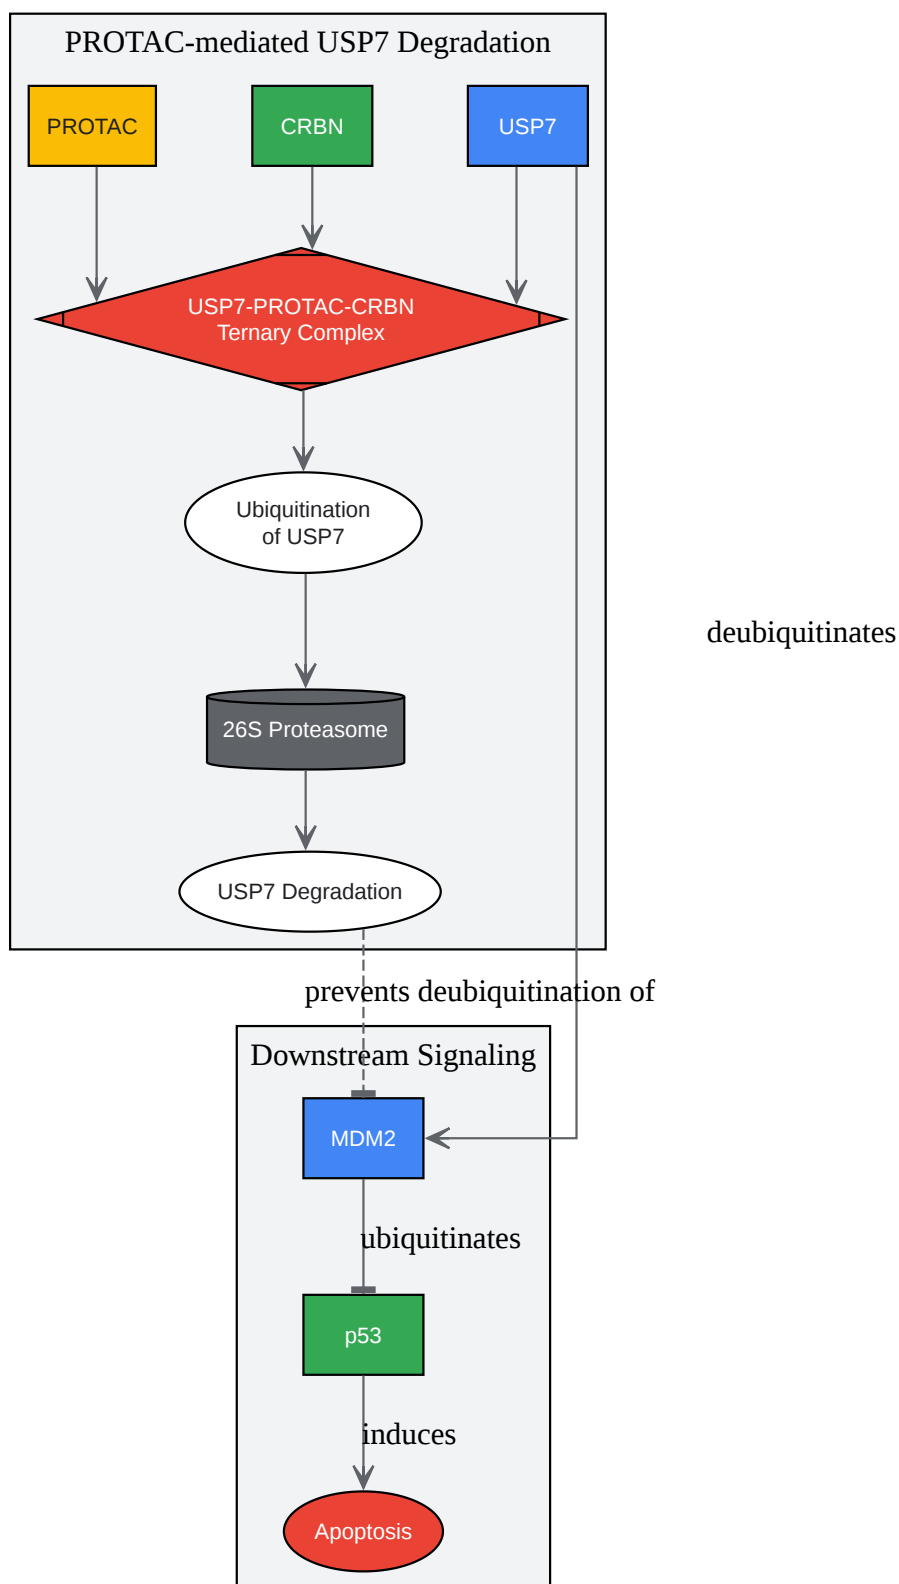 PROTAC-mediated USP7 Degradation
PROTAC
CRBN
USP7
USP7-PROTAC-CRBN
Ternary Complex
Ubiquitination
of USP7
deubiquitinates
26S Proteasome
USP7 Degradation
prevents deubiquitination of
Downstream Signaling
MDM2
ubiquitinates
p53
induces
Apoptosis